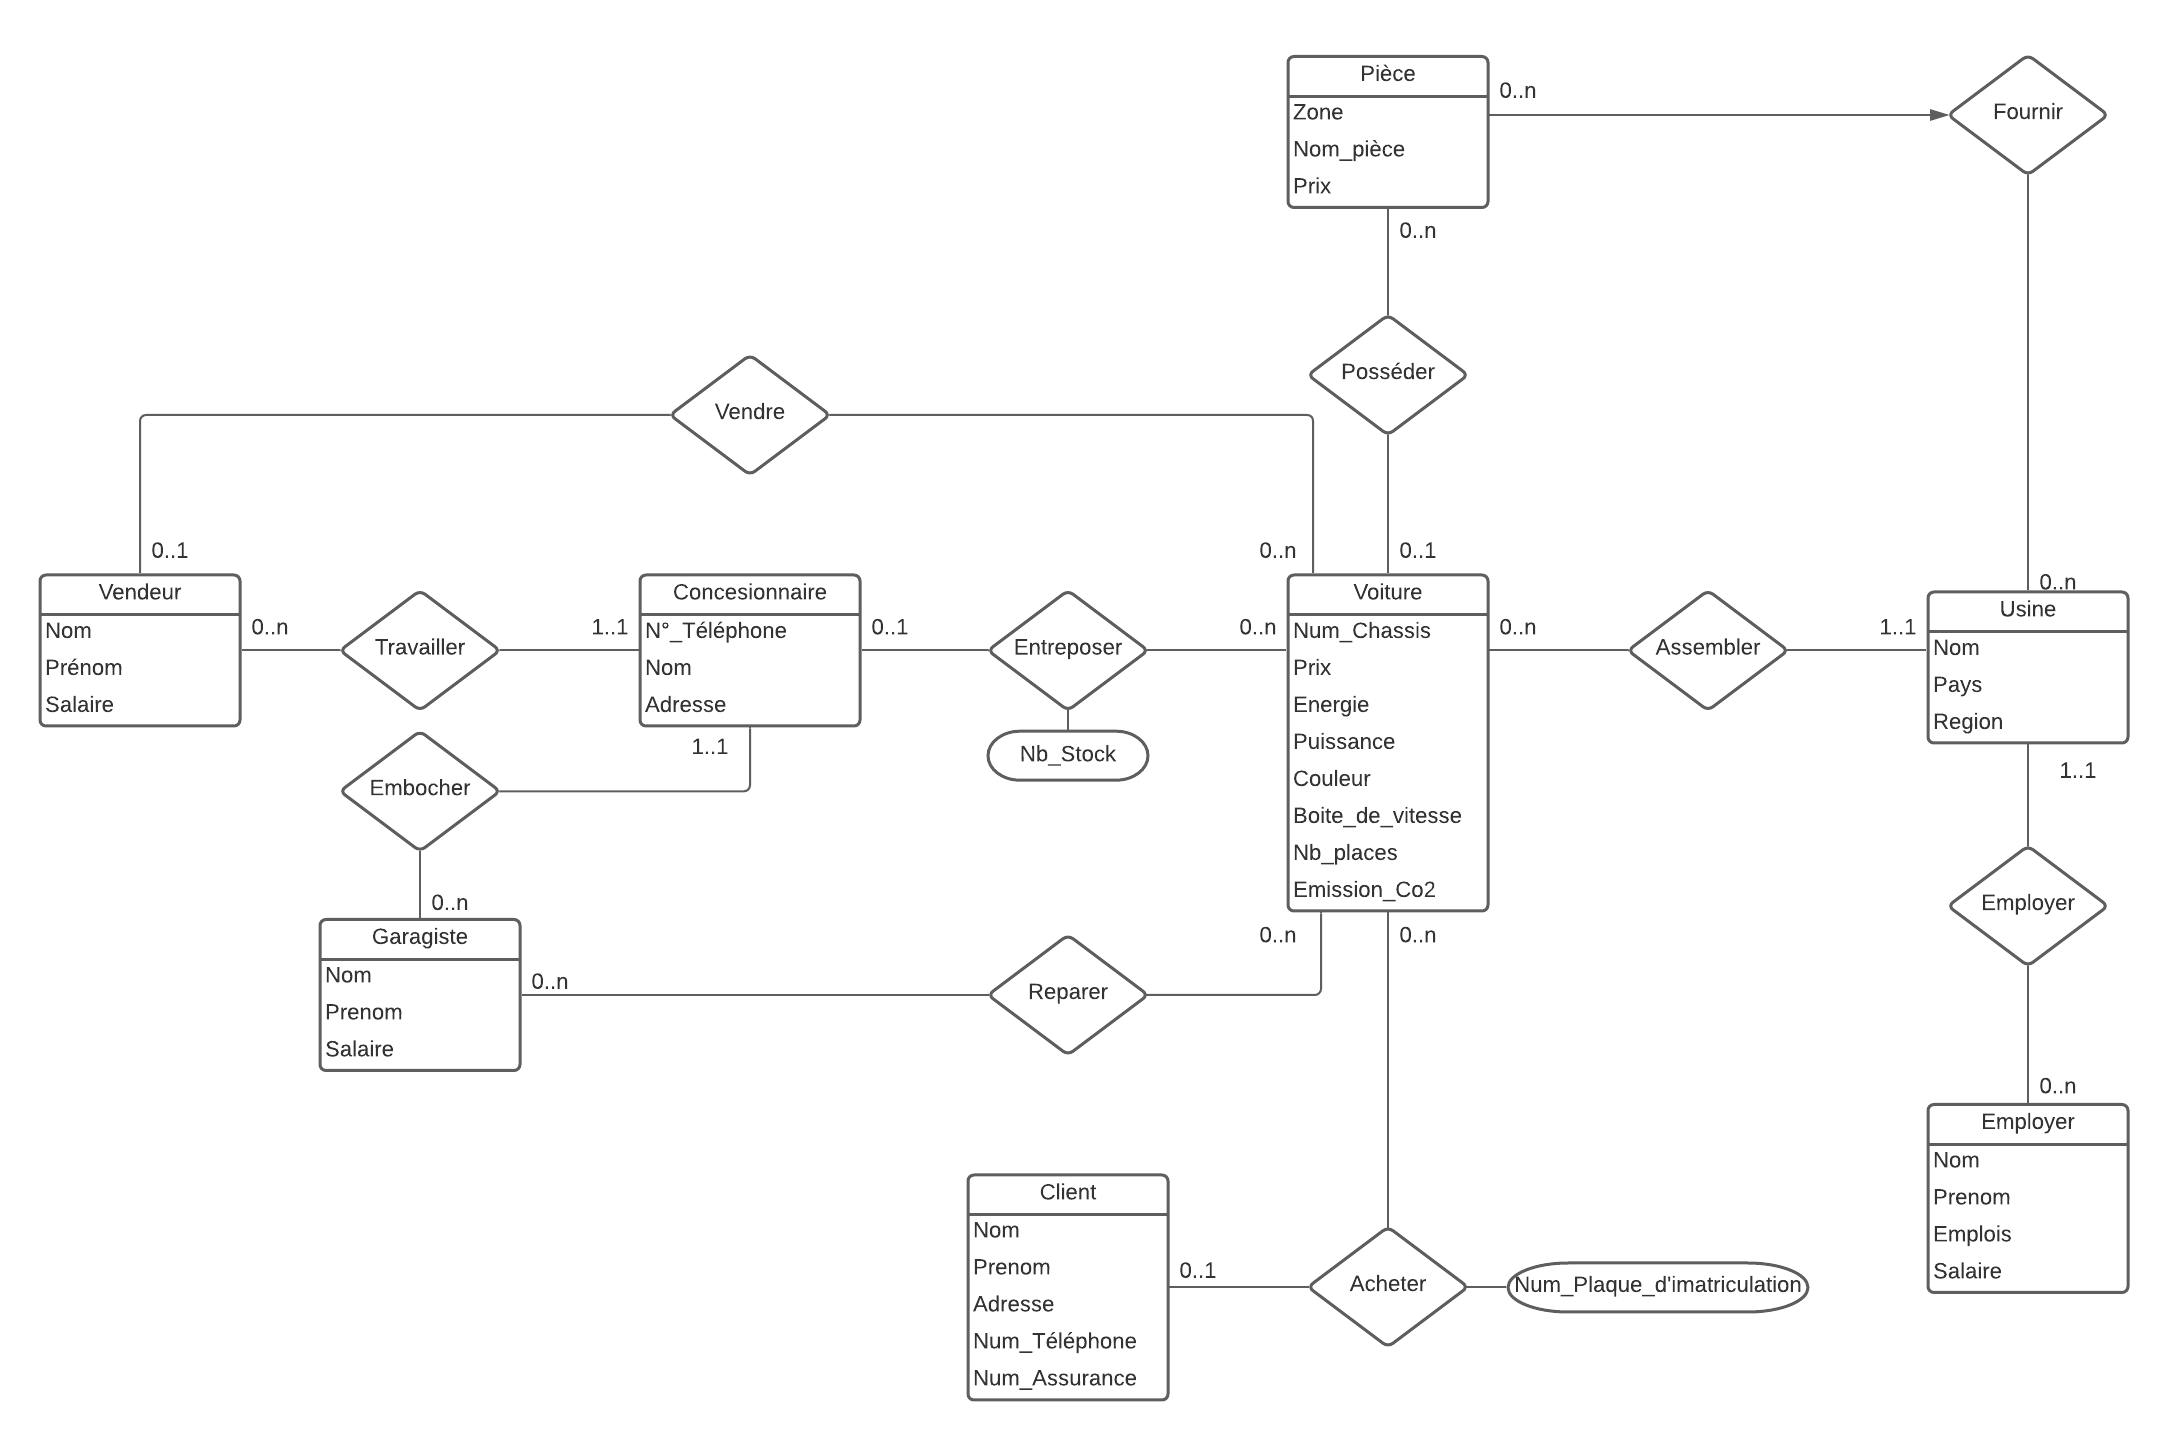 Pièce
Zone
Nom_pièce
Prix
0..n
Fournir
0..n
Posséder
Vendre
0..1
0..n
0..1
0..n
Vendeur
Nom
Prénom
Salaire
0..n
Travailler
1..1
Concesionnaire
N°_Téléphone
Nom
Adresse
0..1
Entreposer
Nb_Stock
0..n
Voiture
Num_Chassis
Prix
Energie
Puissance
Couleur
Boite_de_vitesse
Nb_places
Emission_Co2
0..n
Assembler
1..1
Usine
Nom
Pays
Region
1..1
1..1
Embocher
0..n
Garagiste
Nom
Prenom
Salaire
0..n
Reparer
0..n
0..n
Employer
0..n
Employer
Nom
Prenom
Emplois
Salaire
Client
Nom
Prenom
Adresse
Num_Téléphone
Num_Assurance
0..1
Acheter
Num_Plaque_d'imatriculation